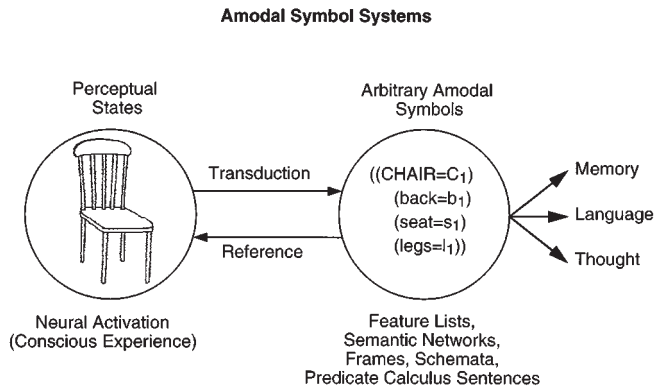 Amodal Symbol Systems
Perceptual
States
Arbitrary Amodal
Symbols
Transduction
Reference
((CHAIR=C₁)
(back=b₁)
(seat=s₁)
(legs=l₁))
Memory
Language
Thought
Neural Activation
(Conscious Experience)
Feature Lists,
Semantic Networks,
Frames, Schemata,
Predicate Calculus Sentences